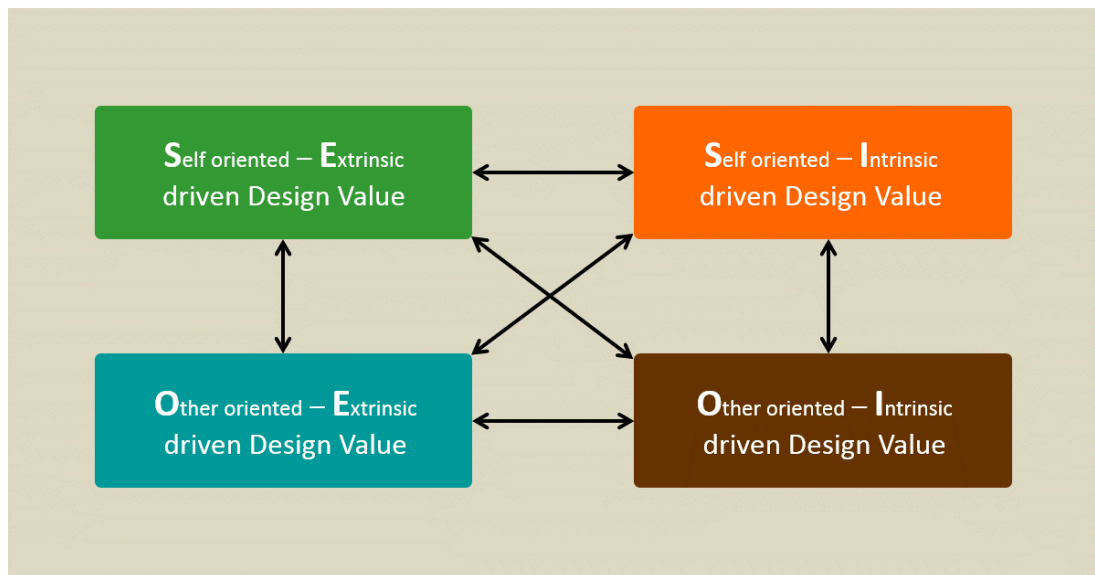 Self oriented – Extrinsic
driven Design Value
Self oriented – Intrinsic
driven Design Value
Other oriented – Extrinsic
driven Design Value
Other oriented – Intrinsic
driven Design Value